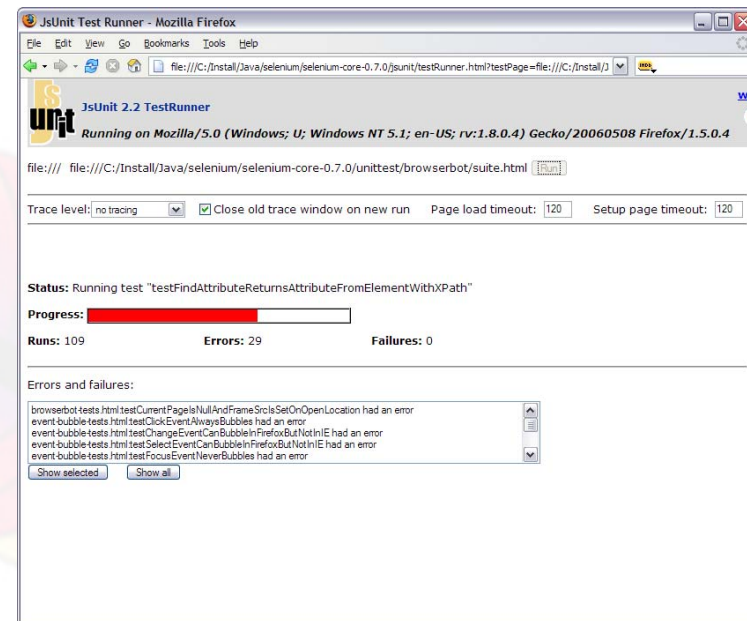 JsUnit Test Runner - Mozilla Firefox
File Edit View Go Bookmarks Tools Help
file:///C:/Install/Java/selenium/selenium-core-0.7.0/jsunit/testRunner.html?testPage=file:///C:/Install/J
JsUnit 2.2 TestRunner
Running on Mozilla/5.0 (Windows; U; Windows NT 5.1; en-US; rv:1.8.0.4) Gecko/20060508 Firefox/1.5.0.4
file:/// file:///C:/Install/Java/selenium/selenium-core-0.7.0/unittest/browserbot/suite.html Run
Trace level: no tracing Close old trace window on new run Page load timeout: 120 Setup page timeout: 120
Status: Running test "testFindAttributeReturnsAttributeFromElementWithXPath"
Progress:
Runs: 109 Errors: 29 Failures: 0
Errors and failures:
browserbot-tests.html:testCurrentPageIsNullAndFrameSrcIsSetOnOpenLocation had an error
event-bubble-tests.html:testClickEventAlwaysBubbles had an error
event-bubble-tests.html:testChangeEventCanBubbleInFirefoxButNotInIE had an error
event-bubble-tests.html:testSelectEventCanBubbleInFirefoxButNotInIE had an error
event-bubble-tests.html:testFocusEventNeverBubbles had an error
Show selected Show all